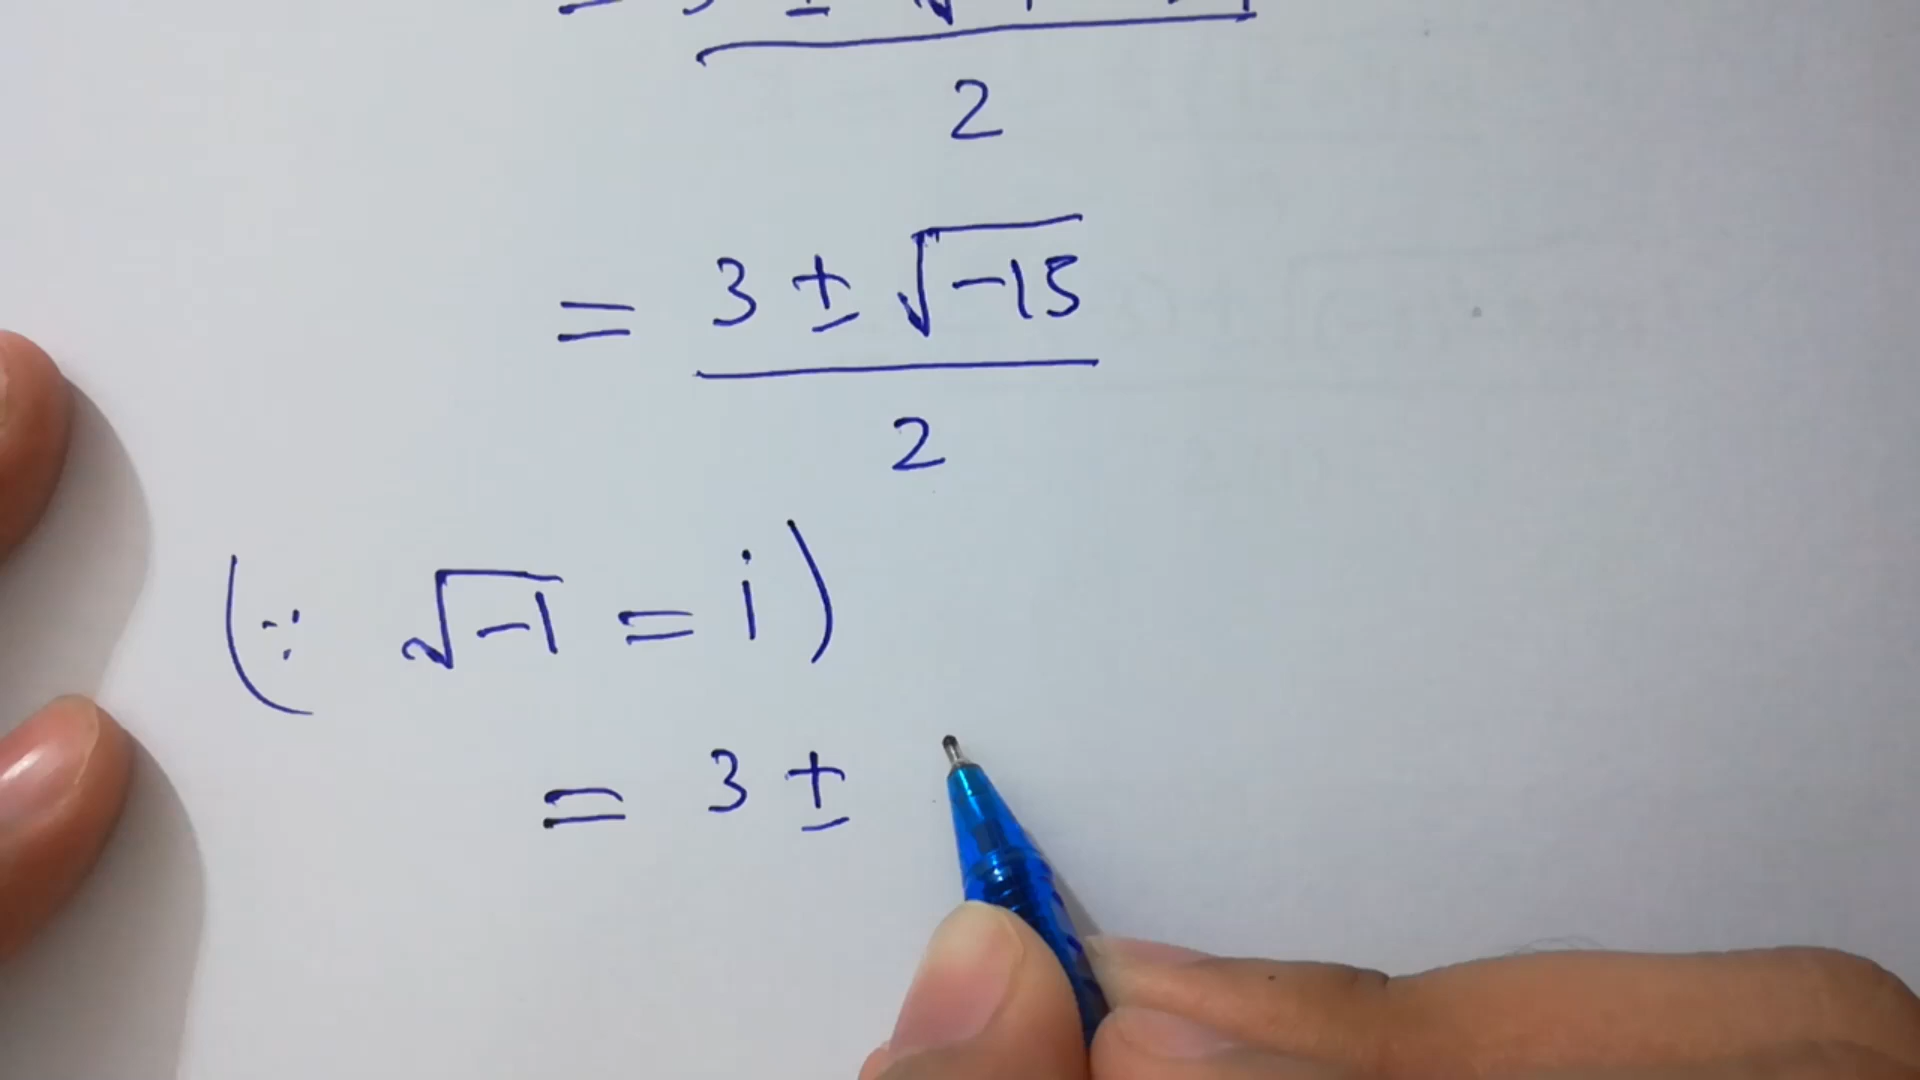 2
= 3 ± √-15
2
(∵ √-1 = i)
= 3 ±